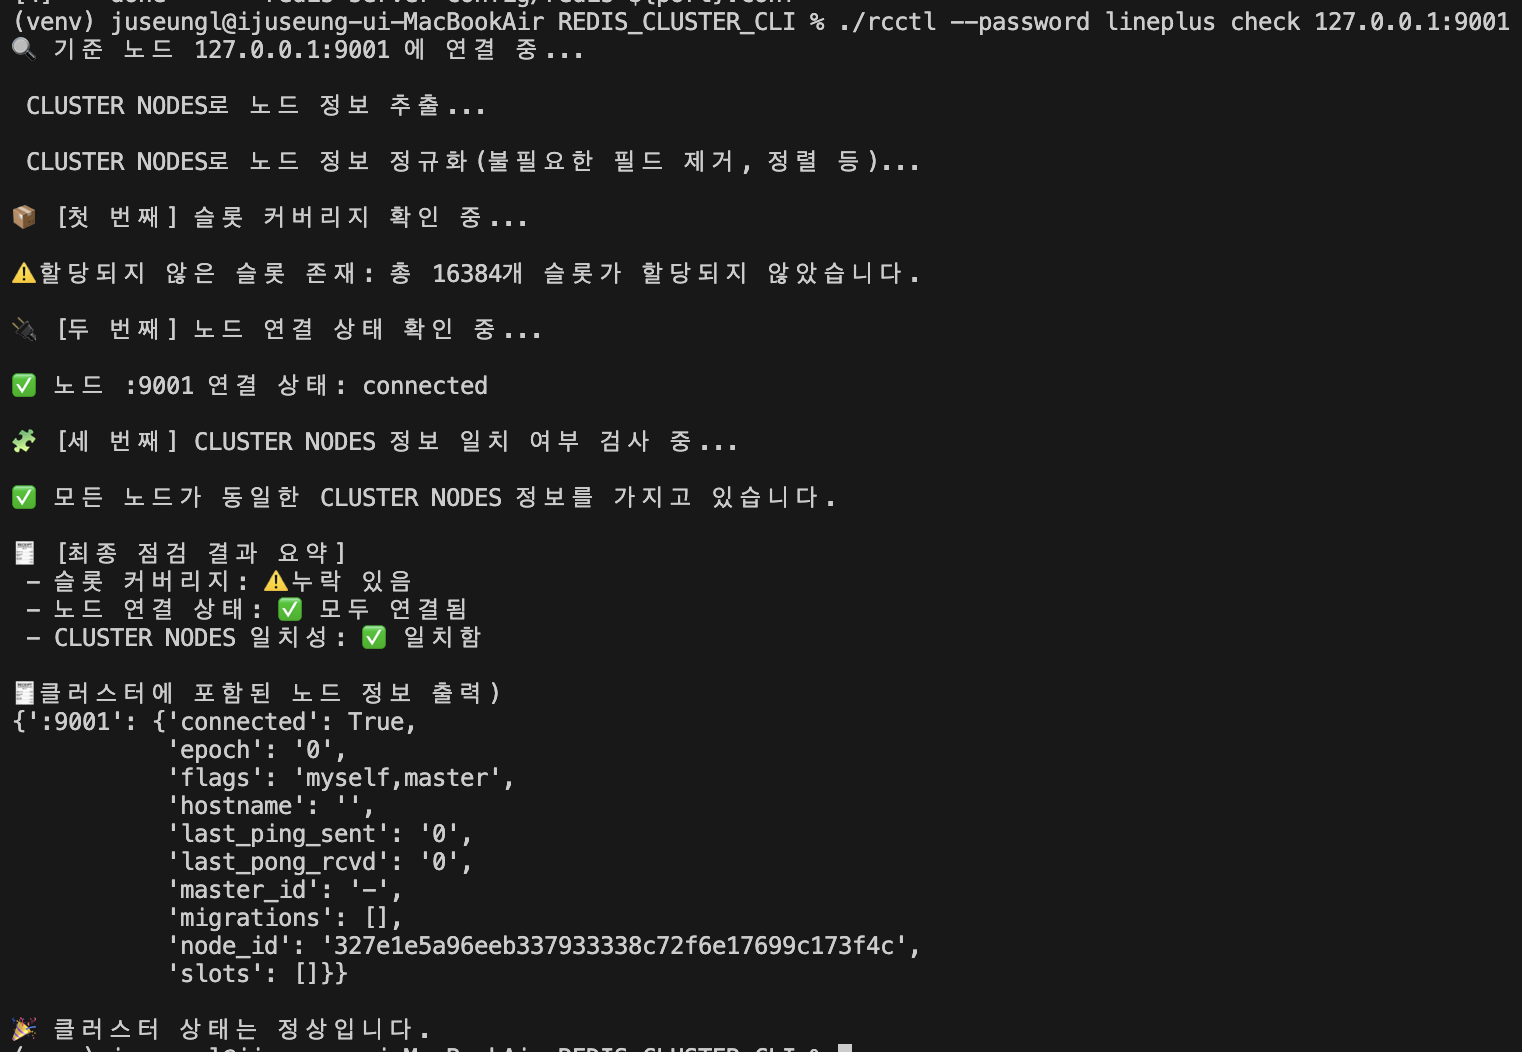 (venv) juseungl@ijuseung-ui-MacBookAir REDIS_CLUSTER_CLI % ./rcctl --password lineplus check 127.0.0.1:9001
🔍 기준 노드 127.0.0.1:9001 에 연결 중...
CLUSTER NODES로 노드 정보 추출...
CLUSTER NODES로 노드 정보 정규화(불필요한 필드 제거, 정렬 등)...
📦 [첫 번째] 슬롯 커버리지 확인 중...
⚠️할당되지 않은 슬롯 존재: 총 16384개 슬롯가 할당되지 않았습니다.
🔌 [두 번째] 노드 연결 상태 확인 중...
✅ 노드 :9001 연결 상태: connected
🧩 [세 번째] CLUSTER NODES 정보 일치 여부 검사 중...
✅ 모든 노드가 동일한 CLUSTER NODES 정보를 가지고 있습니다.
🧾 [최종 점검 결과 요약]
- 슬롯 커버리지: ⚠️누락 있음
- 노드 연결 상태: ✅ 모두 연결됨
- CLUSTER NODES 일치성: ✅ 일치함
🧾클러스터에 포함된 노드 정보 출력)
{':9001': {'connected': True,
'epoch': '0',
'flags': 'myself,master',
'hostname': '',
'last_ping_sent': '0',
'last_pong_rcvd': '0',
'master_id': '-',
'migrations': [],
'node_id': '327e1e5a96eeb337933338c72f6e17699c173f4c',
'slots': []}}
🎉 클러스터 상태는 정상입니다.